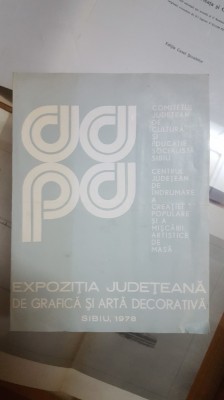 COMITETUL
JUDEȚEAN
DE
CULTURĂ
ȘI
EDUCAȚIE
SOCIALISTĂ
SIBIU
CENTRUL
JUDEȚEAN
DE
ÎNDRUMARE
A
CREAȚIEI
POPULARE
ȘI A
MIȘCĂRII
ARTISTICE
DE
MASĂ
EXPOZIȚIA JUDEȚEANĂ
DE GRAFICĂ ȘI ARTĂ DECORATIVĂ
SIBIU, 1976